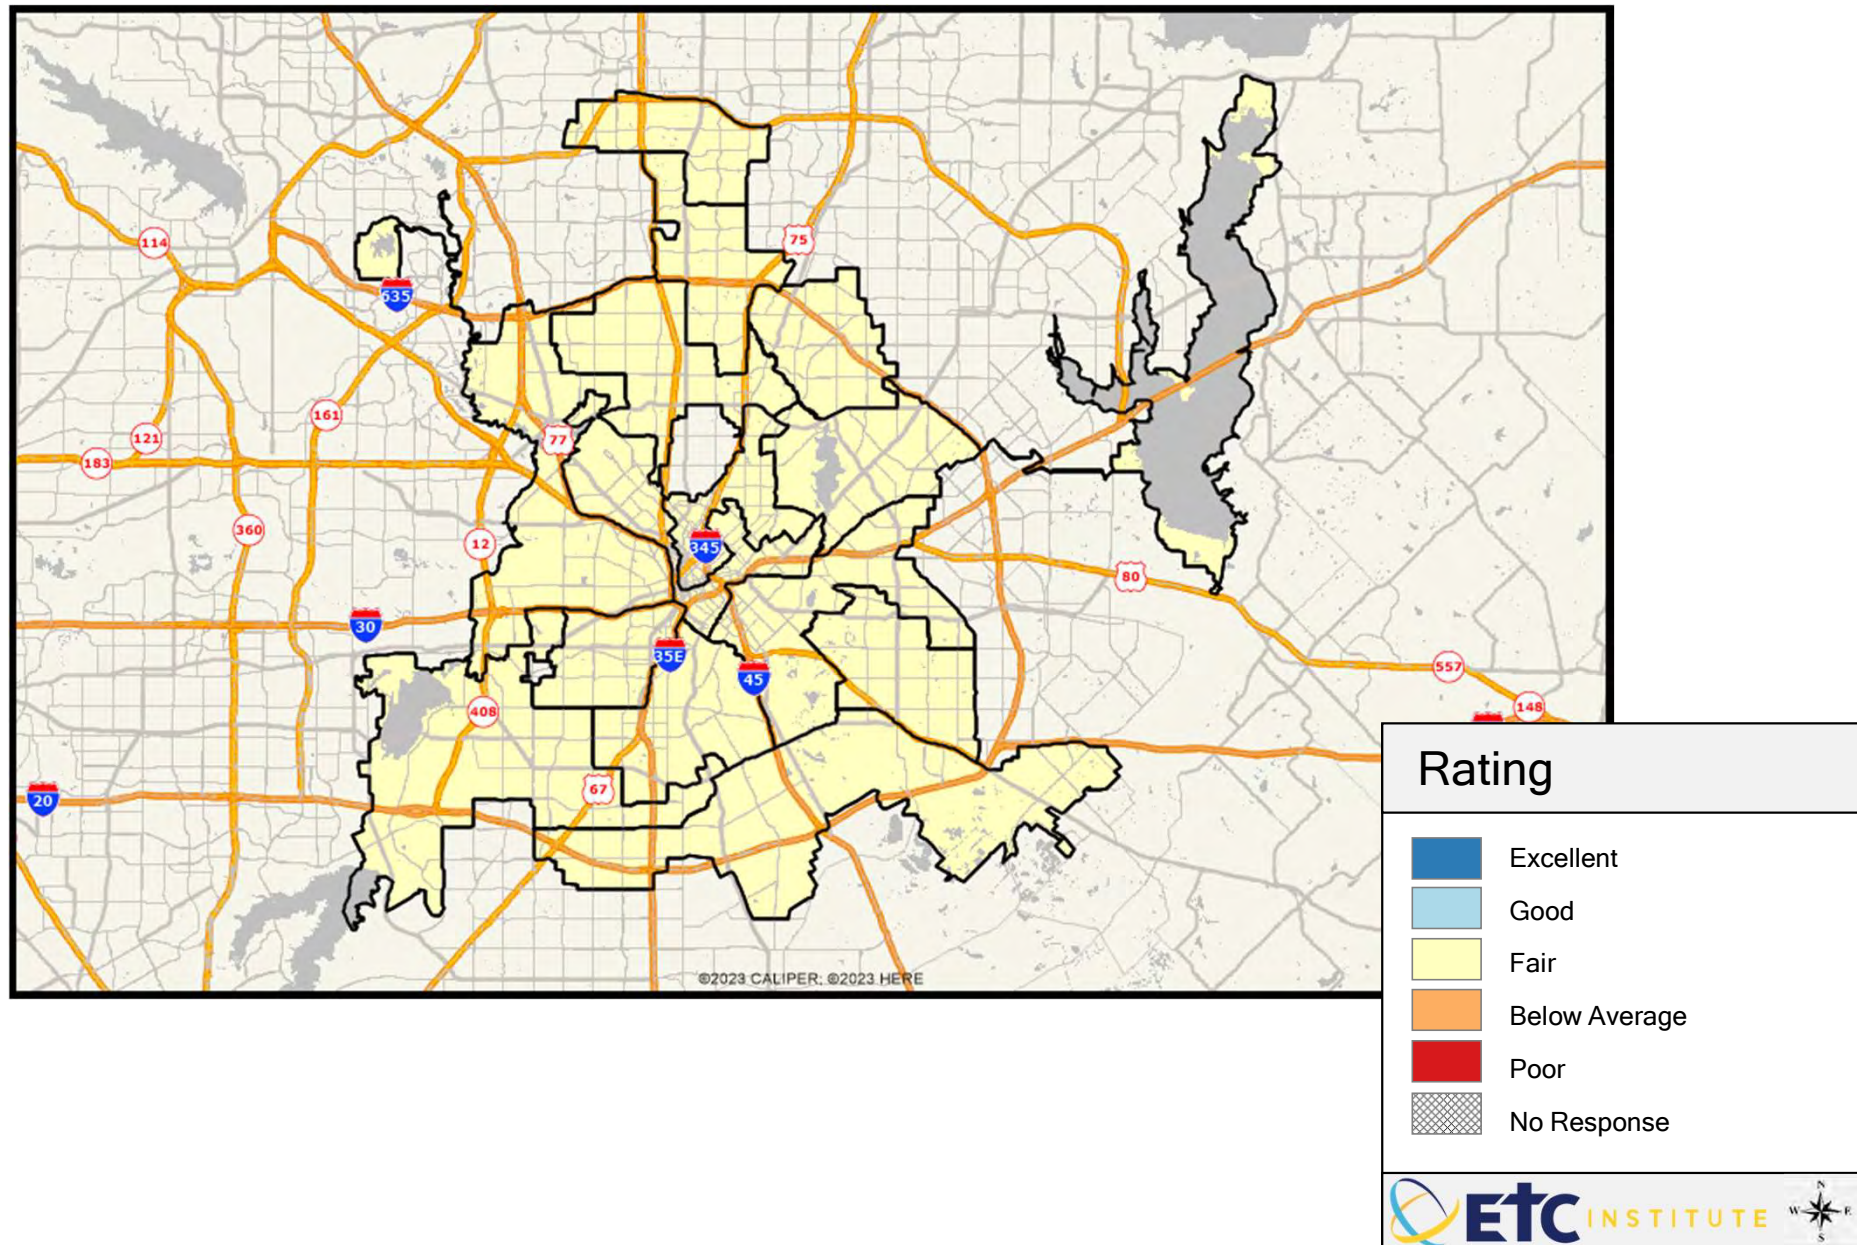 75
114
635
161
121
77
183
360
12
345
80
30
35E
45
557
408
148
67
20
©2023 CALIPER; ©2023 HERE
Rating
Excellent
Good
Fair
Below Average
Poor
No Response
ETC INSTITUTE
N
W E
S